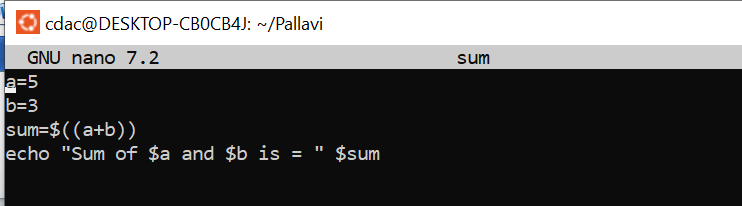 cdac@DESKTOP-CB0CB4J: ~/Pallavi
GNU nano 7.2 sum
a=5
b=3
sum=$((a+b))
echo "Sum of $a and $b is = " $sum